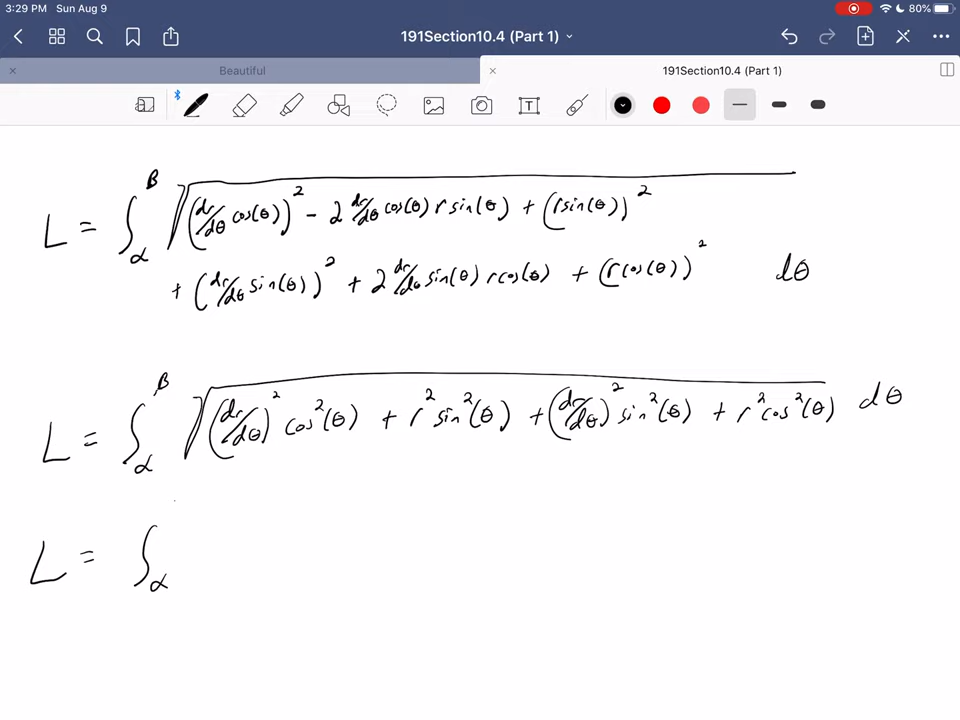 3:29 PM Sun Aug 9 80%
191Section10.4 (Part 1)
Beautiful 191Section10.4 (Part 1)
L = ∫_α^β √((dr/dθ cos(θ))² - 2 dr/dθ cos(θ) r sin(θ) + (r sin(θ))²
+ (dr/dθ sin(θ))² + 2 dr/dθ sin(θ) r cos(θ) + (r cos(θ))² dθ
L = ∫_α^β √((dr/dθ)² cos²(θ) + r² sin²(θ) + (dr/dθ)² sin²(θ) + r² cos²(θ) dθ
L = ∫_α